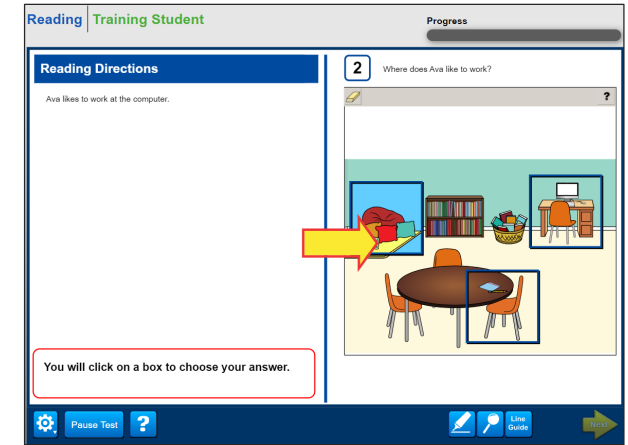 Reading Training Student
Progress
Reading Directions
Ava likes to work at the computer.
You will click on a box to choose your answer.
2 Where does Ava like to work?
?
Pause Test
?
Line
Guide
Next